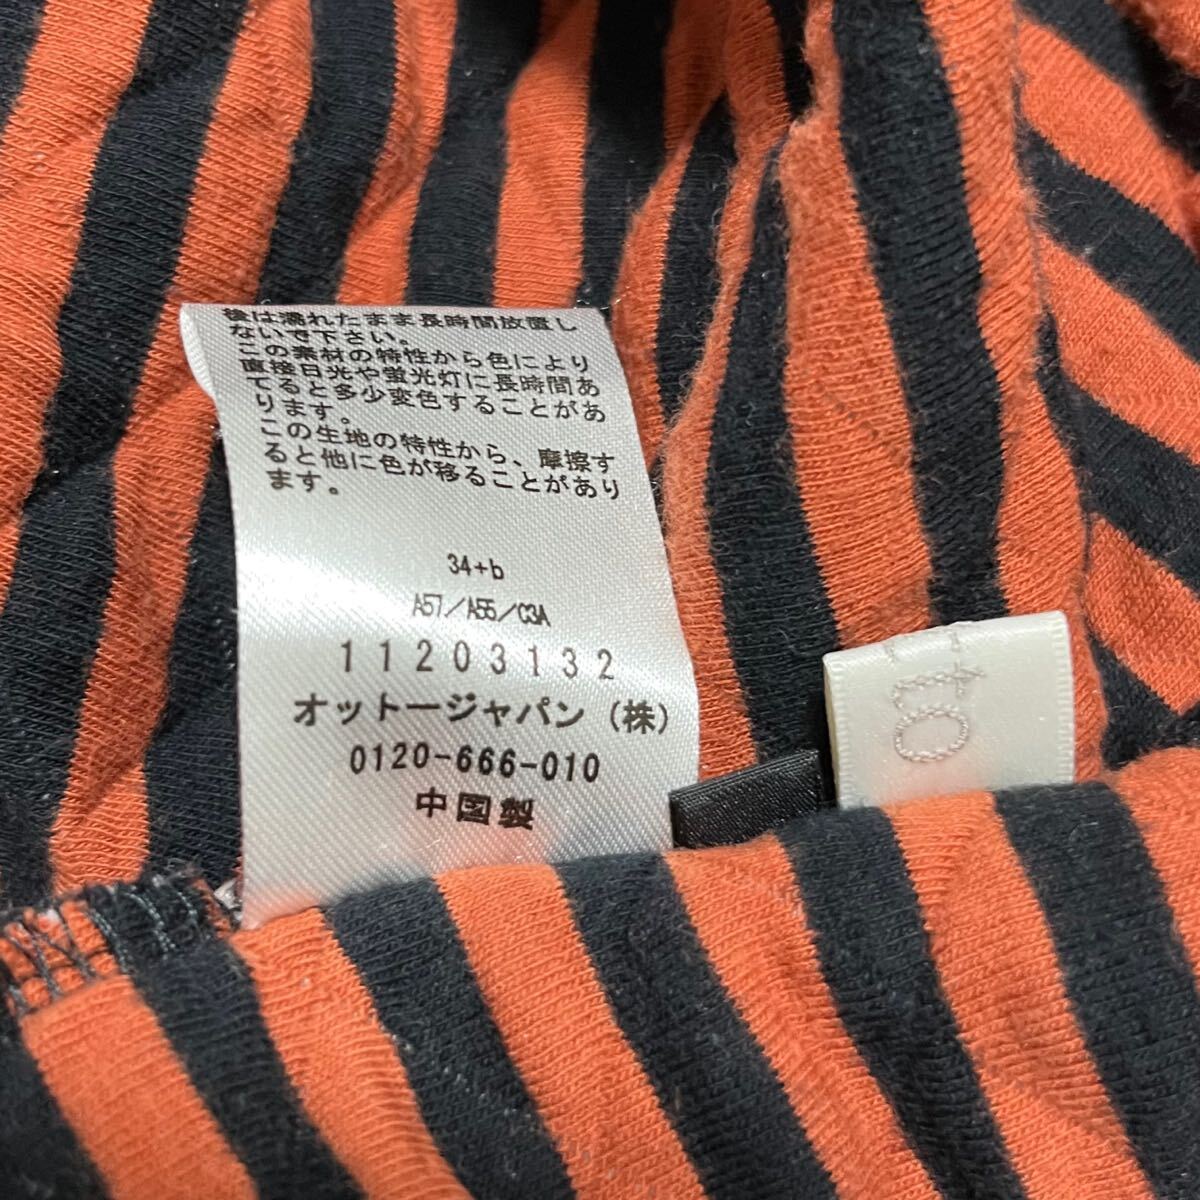 後は濡れたまま長時間放置し
ないで下さい。
この素材の特性から色により
直接日光や蛍光灯に長時間あ
てると多少変色することがあ
ります。
この生地の特性から、摩擦す
ると他に色が移ることがあり
ます。
34+b
A57/A56/C3A
11203132
オットージャパン（株）
0120-666-010
中国製